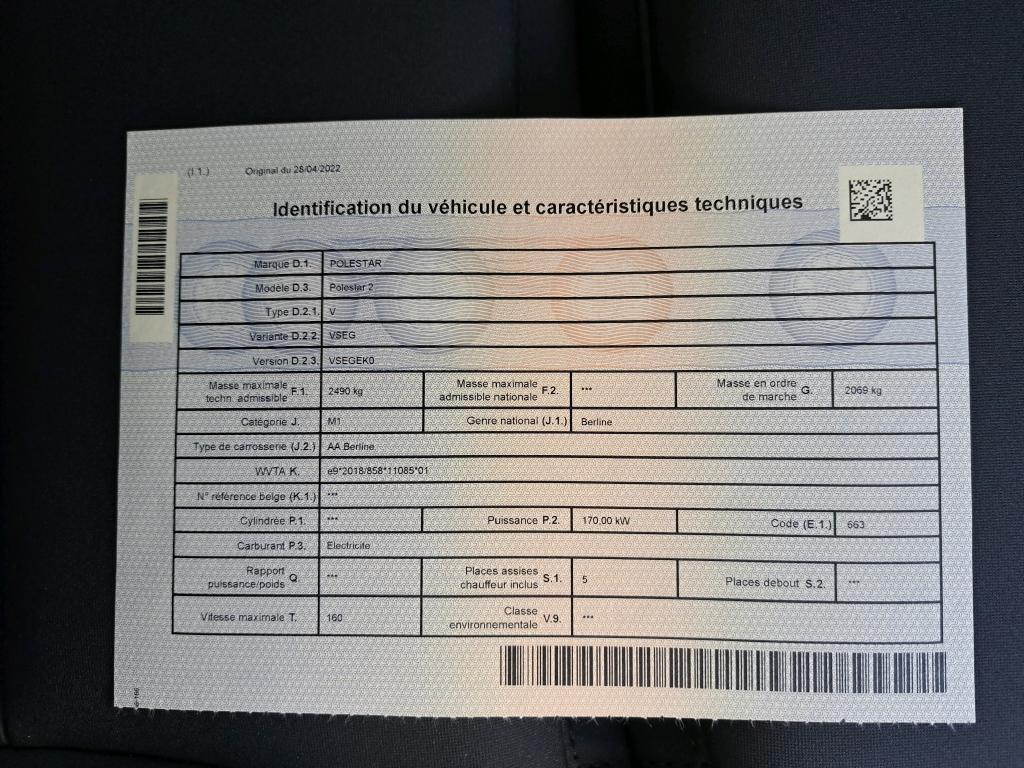 (I.1.) Original du 28/04/2022
Identification du véhicule et caractéristiques techniques
Marque D.1. POLESTAR
Modèle D.3. Polestar 2
Type D.2.1. V
Variante D.2.2. VSEG
Version D.2.3. VSEGEK0
Masse maximale techn. admissible F.1. 2490 kg Masse maximale admissible nationale F.2. *** Masse en ordre de marche G. 2069 kg
Catégorie J. M1 Genre national (J.1.) Berline
Type de carrosserie (J.2.) AA Berline
WVTA K. e9*2018/858*11085*01
N° référence belge (K.1.) ***
Cylindrée P.1. *** Puissance P.2. 170,00 kW Code (E.1.) 663
Carburant P.3. Electricite
Rapport puissance/poids Q. *** Places assises chauffeur inclus S.1. 5 Places debout S.2. ***
Vitesse maximale T. 160 Classe environnementale V.9. ***